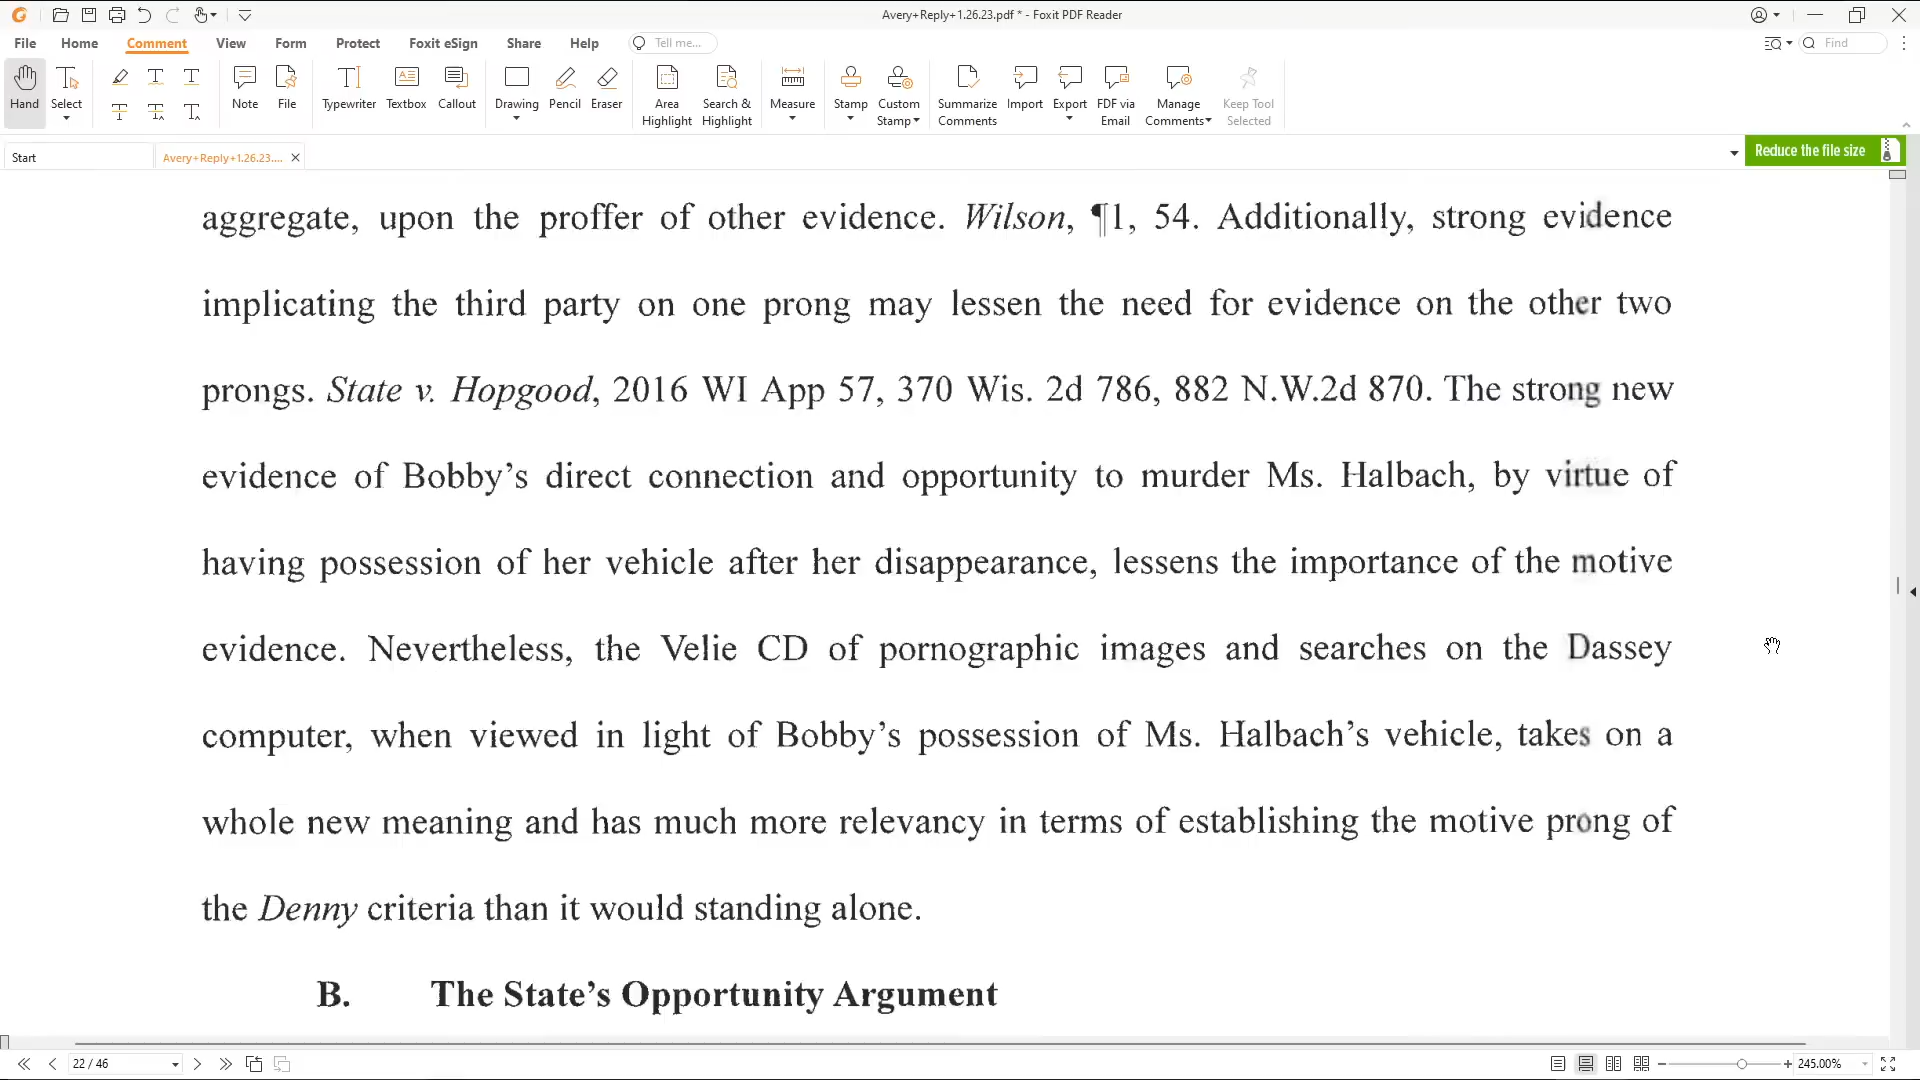 Avery+Reply+1.26.23.pdf * - Foxit PDF Reader
File Home Comment View Form Protect Foxit eSign Share Help Tell me... Find
Hand Select Note File Typewriter Textbox Callout Drawing Pencil Eraser Area Highlight Search & Highlight Measure Stamp Custom Stamp Summarize Comments Import Export FDF via Email Manage Comments Keep Tool Selected
Start Avery+Reply+1.26.23.... Reduce the file size
aggregate, upon the proffer of other evidence. Wilson, ¶1, 54. Additionally, strong evidence
implicating the third party on one prong may lessen the need for evidence on the other two
prongs. State v. Hopgood, 2016 WI App 57, 370 Wis. 2d 786, 882 N.W.2d 870. The strong new
evidence of Bobby’s direct connection and opportunity to murder Ms. Halbach, by virtue of
having possession of her vehicle after her disappearance, lessens the importance of the motive
evidence. Nevertheless, the Velie CD of pornographic images and searches on the Dassey
computer, when viewed in light of Bobby’s possession of Ms. Halbach’s vehicle, takes on a
whole new meaning and has much more relevancy in terms of establishing the motive prong of
the Denny criteria than it would standing alone.
B. The State’s Opportunity Argument
22 / 46 245.00%